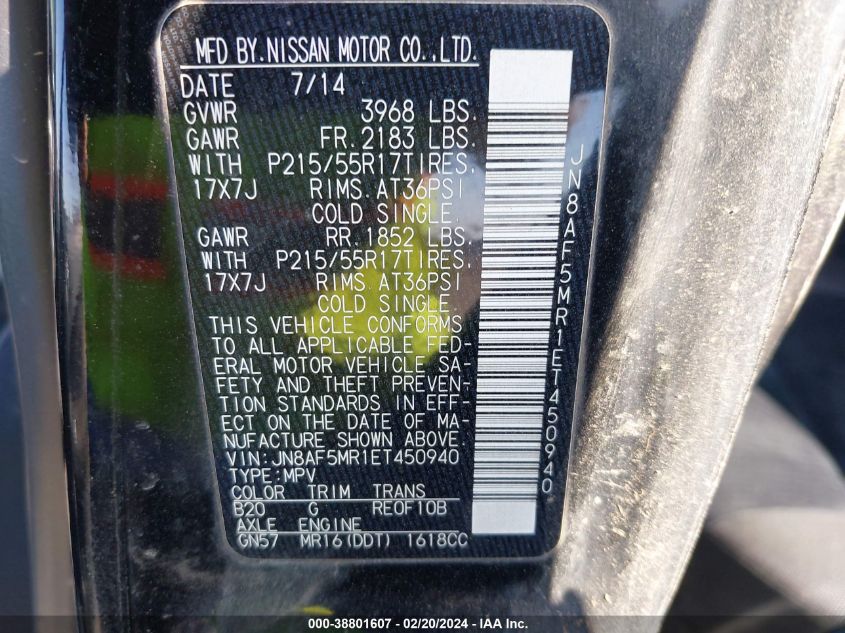 MFD BY.NISSAN MOTOR CO.,LTD.
DATE 7/14
GVWR 3968 LBS.
GAWR FR.2183 LBS.
WITH P215/55R17TIRES.
17X7J RIMS.AT36PSI
COLD SINGLE.
GAWR RR.1852 LBS.
WITH P215/55R17TIRES.
17X7J RIMS.AT36PSI
COLD SINGLE
THIS VEHICLE CONFORMS
TO ALL APPLICABLE FED-
ERAL MOTOR VEHICLE SA-
FETY AND THEFT PREVEN-
TION STANDARDS IN EFF-
ECT ON THE DATE OF MA-
NUFACTURE SHOWN ABOVE.
VIN:JN8AF5MR1ET450940
TYPE:MPV
COLOR TRIM TRANS
B20 G RE0F10B
AXLE ENGINE
GN57 MR16(DDT) 1618CC
JN8AF5MR1ET450940
000-38801607 - 02/20/2024 - IAA Inc.